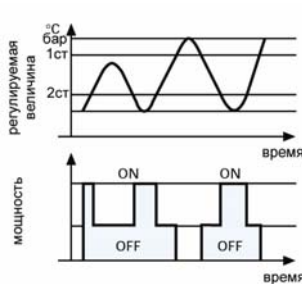 °C
бар
1ст
2ст
регулируемая
величина
время
ON
ON
мощность
OFF
OFF
время